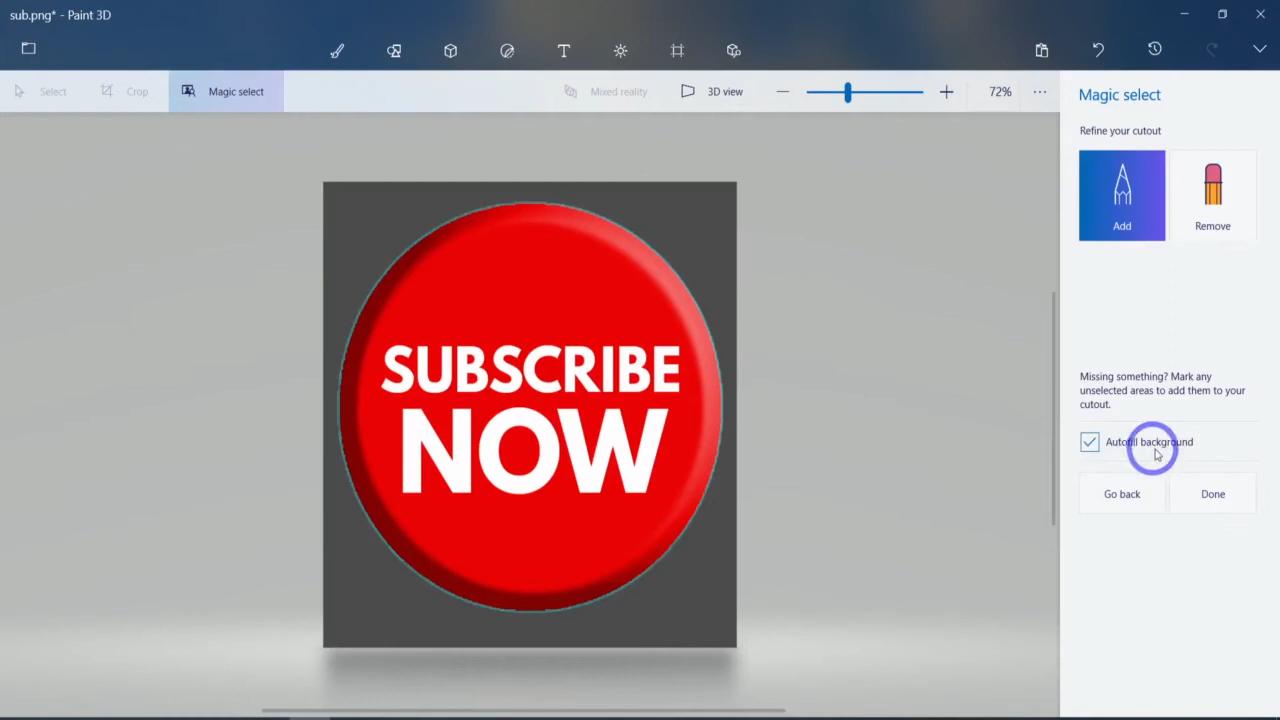 sub.png* - Paint 3D
Select
Crop
Magic select
Mixed reality
3D view
72%
Magic select
Refine your cutout
Add
Remove
SUBSCRIBE
NOW
Missing something? Mark any
unselected areas to add them to your
cutout.
Autofill background
Go back
Done